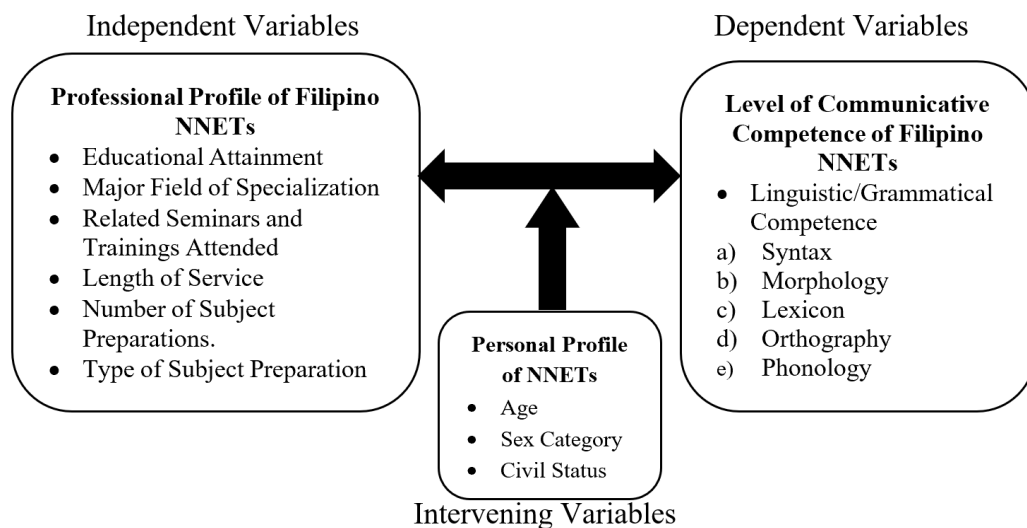 Independent Variables
Professional Profile of Filipino
NNETs
• Educational Attainment
• Major Field of Specialization
• Related Seminars and
Trainings Attended
• Length of Service
• Number of Subject
Preparations.
• Type of Subject Preparation
Dependent Variables
Level of Communicative
Competence of Filipino
NNETs
• Linguistic/Grammatical
Competence
a) Syntax
b) Morphology
c) Lexicon
d) Orthography
e) Phonology
Personal Profile
of NNETs
• Age
• Sex Category
• Civil Status
Intervening Variables